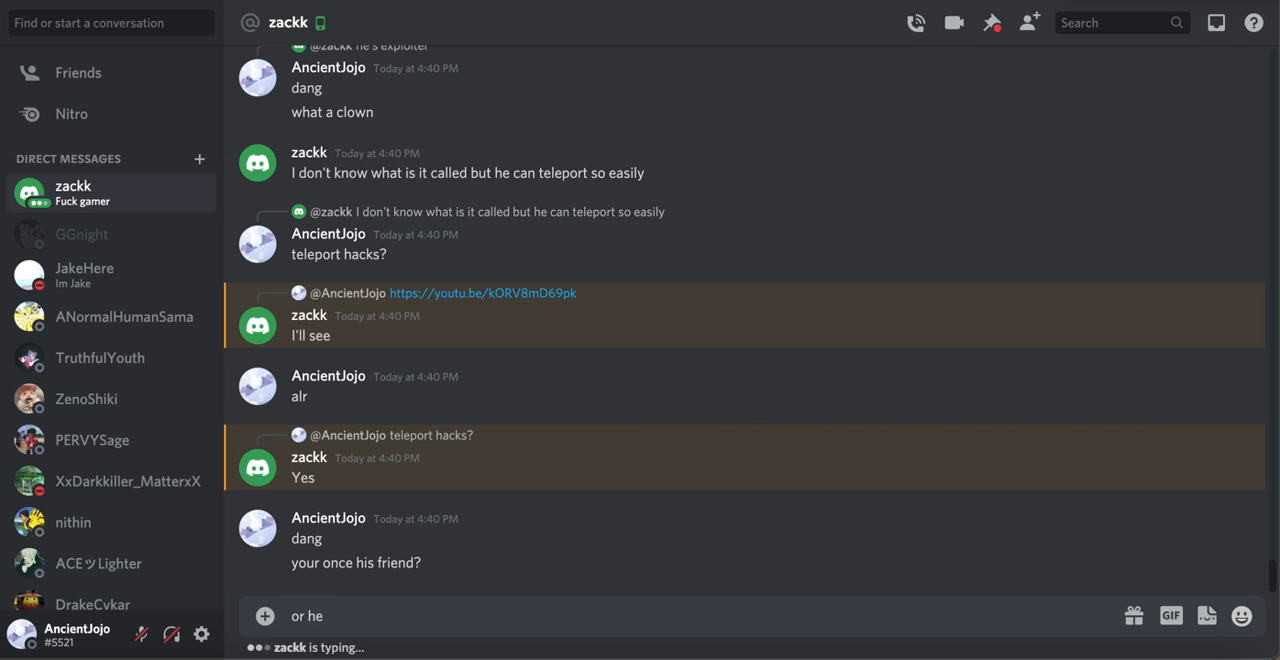 Find or start a conversation
Friends
Nitro
DIRECT MESSAGES
zackk
Fuck gamer
GGnight
JakeHere
Im Jake
ANormalHumanSama
TruthfulYouth
ZenoShiki
PERVYSage
XxDarkkiller_MatterxX
nithin
ACEツLighter
DrakeCvkar
AncientJojo
#5521
@ zackk
Search
@zackk he's exploiter
AncientJojo Today at 4:40 PM
dang
what a clown
zackk Today at 4:40 PM
I don't know what is it called but he can teleport so easily
@zackk I don't know what is it called but he can teleport so easily
AncientJojo Today at 4:40 PM
teleport hacks?
@AncientJojo https://youtu.be/kORV8mD69pk
zackk Today at 4:40 PM
I'll see
AncientJojo Today at 4:40 PM
alr
@AncientJojo teleport hacks?
zackk Today at 4:40 PM
Yes
AncientJojo Today at 4:40 PM
dang
your once his friend?
or he
GIF
zackk is typing...